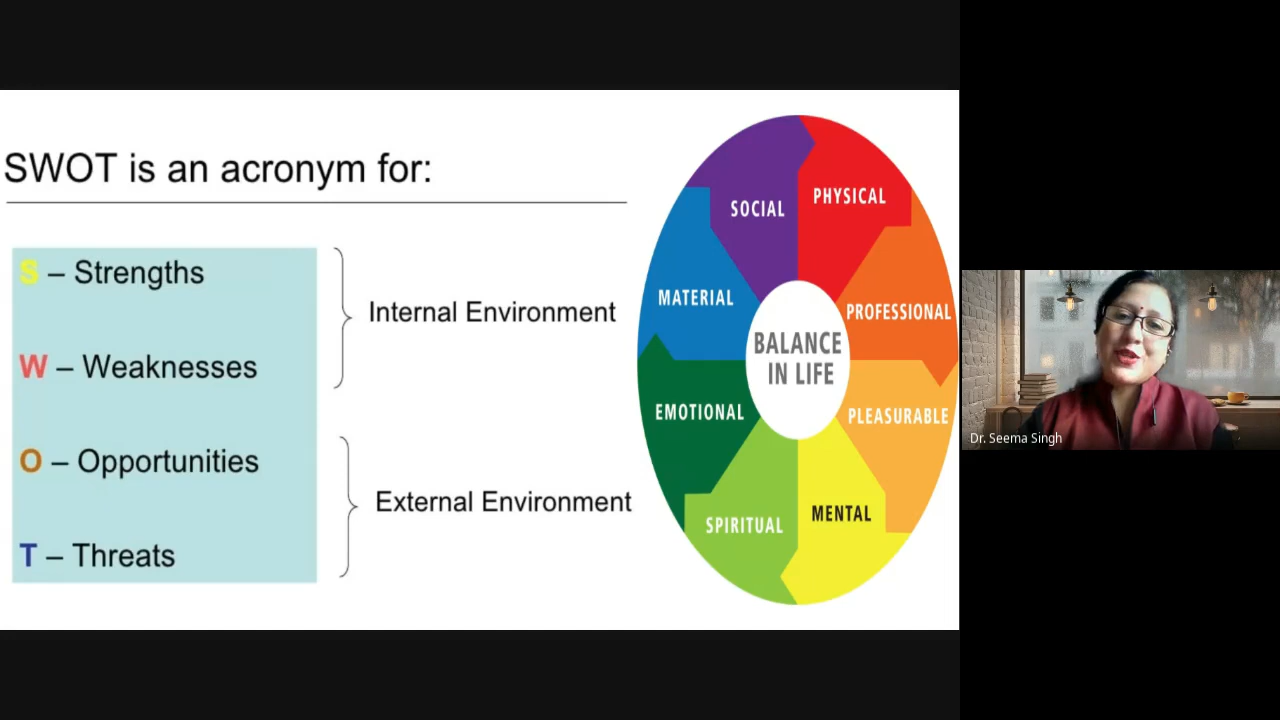 SWOT is an acronym for:
S – Strengths
W – Weaknesses
Internal Environment
O – Opportunities
T – Threats
External Environment
SOCIAL
PHYSICAL
MATERIAL
PROFESSIONAL
BALANCE
IN LIFE
EMOTIONAL
PLEASURABLE
SPIRITUAL
MENTAL
Dr. Seema Singh